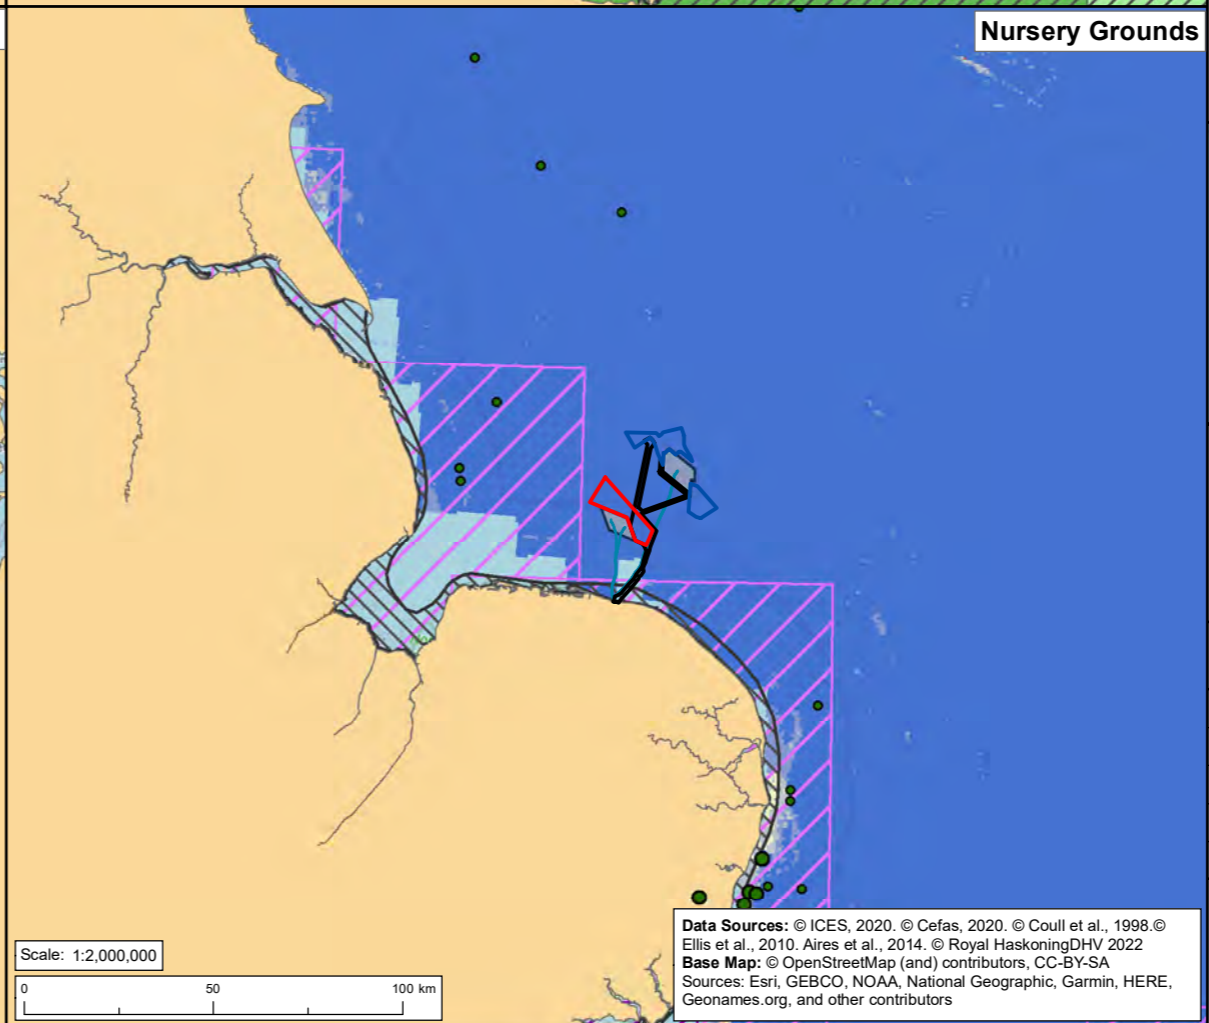 Nursery Grounds
Scale: 1:2,000,000
0 50 100 km
Data Sources: © ICES, 2020. © Cefas, 2020. © Coull et al., 1998.©
Ellis et al., 2010. Aires et al., 2014. © Royal HaskoningDHV 2022
Base Map: © OpenStreetMap (and) contributors, CC-BY-SA
Sources: Esri, GEBCO, NOAA, National Geographic, Garmin, HERE,
Geonames.org, and other contributors